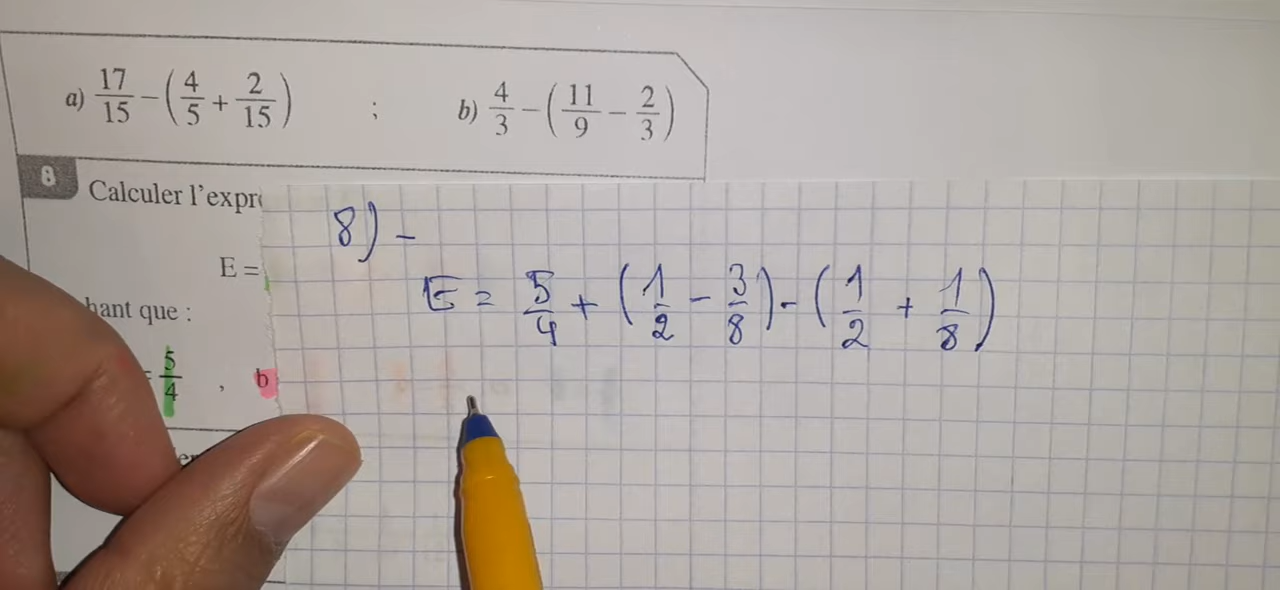 a) 17/15 − (4/5 + 2/15) ; b) 4/3 − (11/9 − 2/3)
8 Calculer l'expr
8) -
E =
E = 5/4 + (1/2 − 3/8) - (1/2 + 1/8)
hant que :
= 5/4 , b